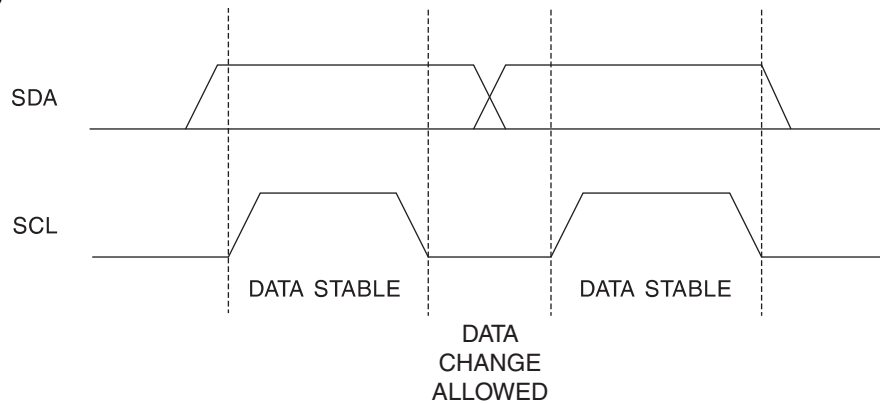 SDA
SCL
DATA STABLE
DATA STABLE
DATA
CHANGE
ALLOWED